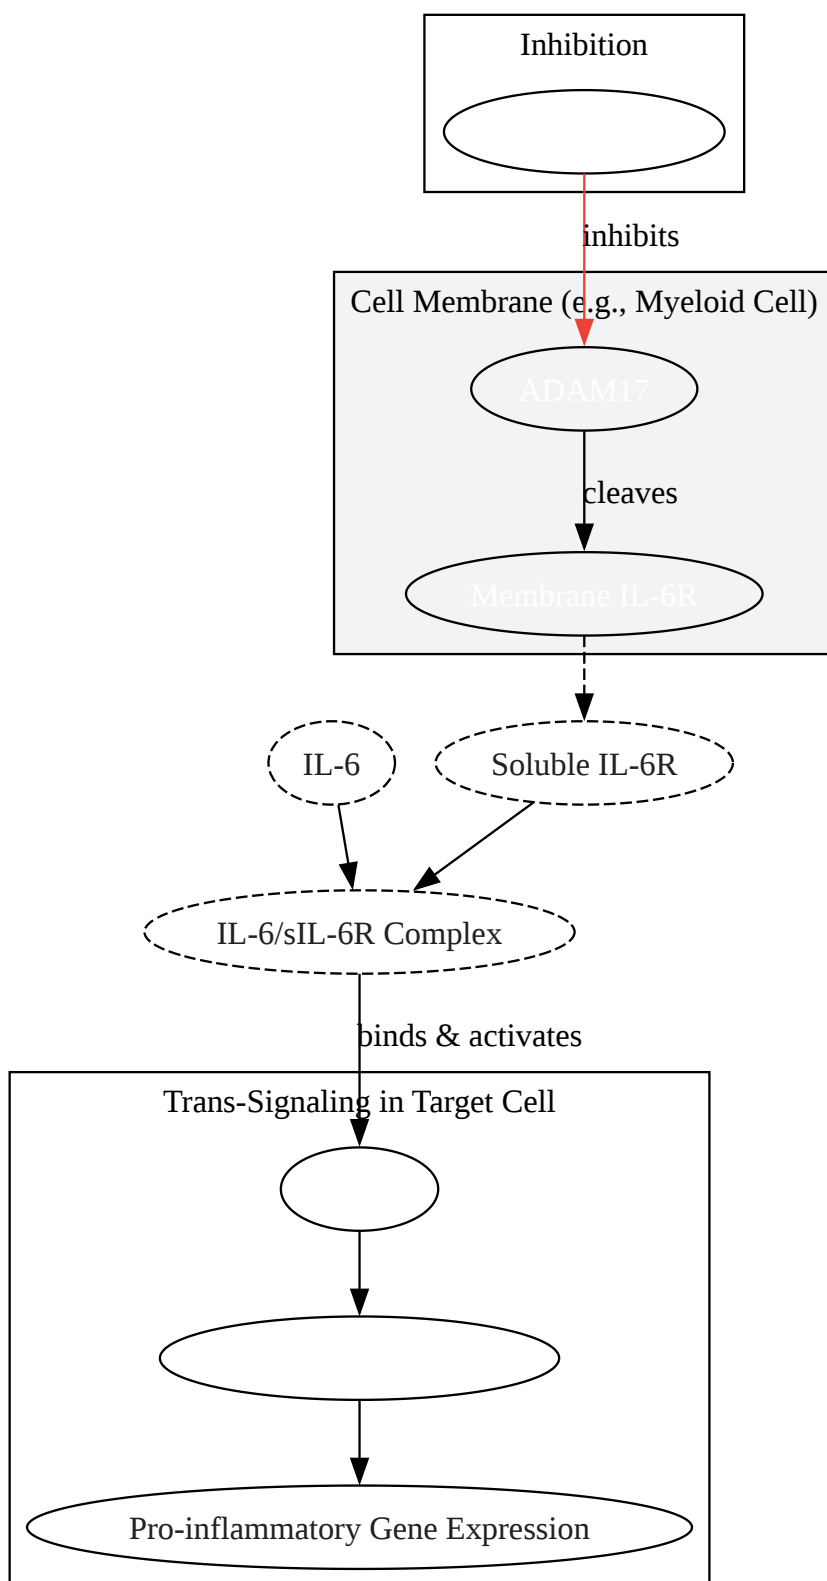 Inhibition
inhibits
Cell Membrane (e.g., Myeloid Cell)
ADAM17
cleaves
Membrane IL-6R
IL-6
Soluble IL-6R
IL-6/sIL-6R Complex
binds & activates
Trans-Signaling in Target Cell
Pro-inflammatory Gene Expression